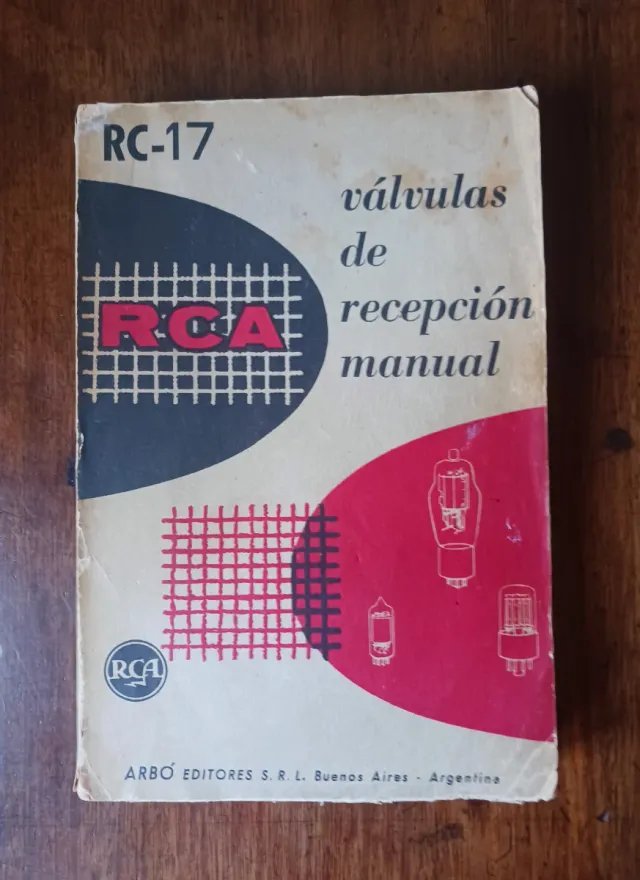 RC-17
válvulas
de
recepción
manual
RCA
RCA
ARBÓ EDITORES S. R. L. Buenos Aires - Argentina